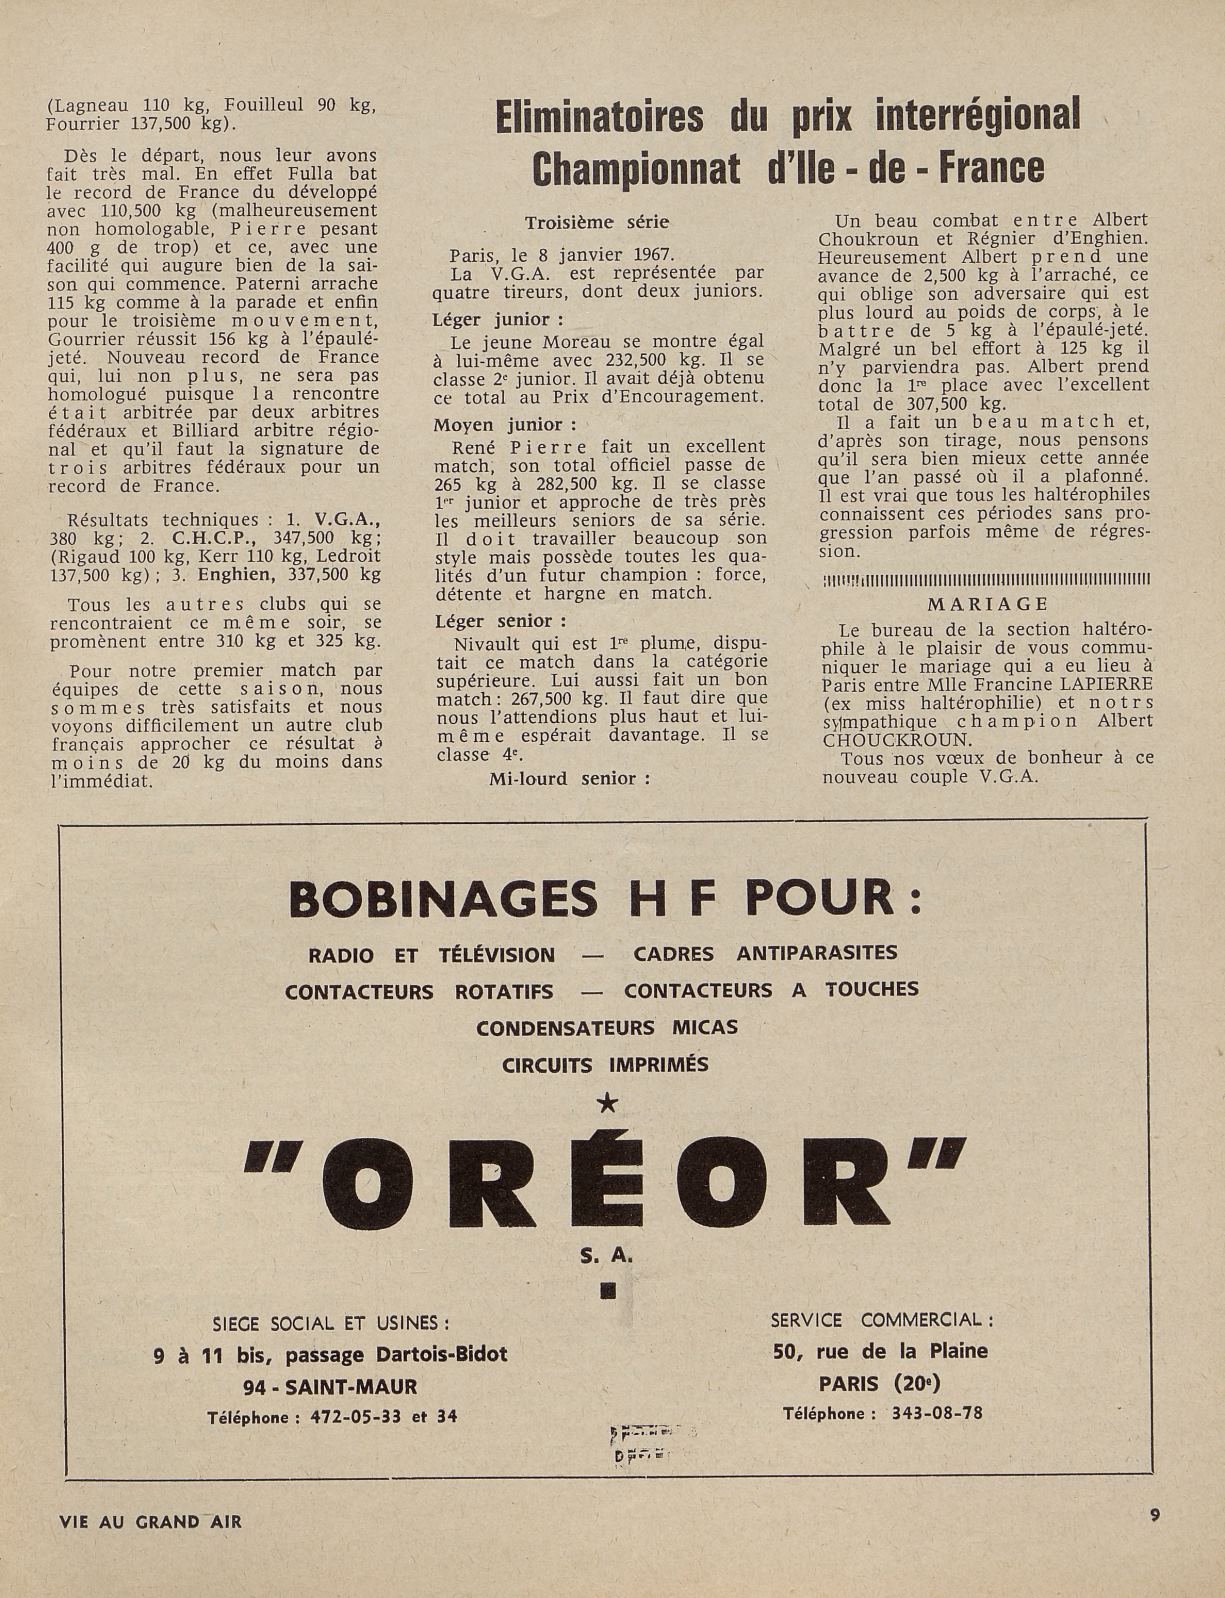 (Lagneau 110 kg, Fouilleul 90 kg,
Fourrier 137,500 kg).
Dès le départ, nous leur avons
fait très mal. En effet Fulla bat
le record de France du développé
avec 110,500 kg (malheureusement
non homologable, Pierre pesant
400 g de trop) et ce, avec une
facilité qui augure bien de la sai-
son qui commence. Paterni arrache
115 kg comme à la parade et enfin
pour le troisième mouvement,
Gourrier réussit 156 kg à l'épaulé-
jeté. Nouveau record de France
qui, lui non plus, ne sera pas
homologué puisque la rencontre
était arbitrée par deux arbitres
fédéraux et Billiard arbitre régio-
nal et qu'il faut la signature de
trois arbitres fédéraux pour un
record de France.
Résultats techniques : 1. V.G.A.,
380 kg; 2. C.H.C.P., 347,500 kg;
(Rigaud 100 kg, Kerr 110 kg, Ledroit
137,500 kg) ; 3. Enghien, 337,500 kg
Tous les autres clubs qui se
rencontraient ce même soir, se
promènent entre 310 kg et 325 kg.
Pour notre premier match par
équipes de cette saison, nous
sommes très satisfaits et nous
voyons difficilement un autre club
français approcher ce résultat à
moins de 20 kg du moins dans
l'immédiat.
Eliminatoires du prix interrégional
Championnat d'Ile - de - France
Troisième série
Paris, le 8 janvier 1967.
La V.G.A. est représentée par
quatre tireurs, dont deux juniors.
Léger junior :
Le jeune Moreau se montre égal
à lui-même avec 232,500 kg. Il se
classe 2e junior. Il avait déjà obtenu
ce total au Prix d'Encouragement.
Moyen junior :
René Pierre fait un excellent
match, son total officiel passe de
265 kg à 282,500 kg. Il se classe
1er junior et approche de très près
les meilleurs seniors de sa série.
Il doit travailler beaucoup son
style mais possède toutes les qua-
lités d'un futur champion : force,
détente et hargne en match.
Léger senior :
Nivault qui est 1re plume, dispu-
tait ce match dans la catégorie
supérieure. Lui aussi fait un bon
match : 267,500 kg. Il faut dire que
nous l'attendions plus haut et lui-
même espérait davantage. Il se
classe 4e.
Mi-lourd senior :
Un beau combat entre Albert
Choukroun et Régnier d'Enghien.
Heureusement Albert prend une
avance de 2,500 kg à l'arraché, ce
qui oblige son adversaire qui est
plus lourd au poids de corps, à le
battre de 5 kg à l'épaulé-jeté.
Malgré un bel effort à 125 kg il
n'y parviendra pas. Albert prend
donc la 1re place avec l'excellent
total de 307,500 kg.
Il a fait un beau match et,
d'après son tirage, nous pensons
qu'il sera bien mieux cette année
que l'an passé où il a plafonné.
Il est vrai que tous les haltérophiles
connaissent ces périodes sans pro-
gression parfois même de régres-
sion.
MARIAGE
Le bureau de la section haltéro-
phile à le plaisir de vous commu-
niquer le mariage qui a eu lieu à
Paris entre Mlle Francine LAPIERRE
(ex miss haltérophilie) et notrs
sympathique champion Albert
CHOUCKROUN.
Tous nos vœux de bonheur à ce
nouveau couple V.G.A.
BOBINAGES H F POUR :
RADIO ET TÉLÉVISION — CADRES ANTIPARASITES
CONTACTEURS ROTATIFS — CONTACTEURS A TOUCHES
CONDENSATEURS MICAS
CIRCUITS IMPRIMÉS
"ORÉOR"
S. A.
SIEGE SOCIAL ET USINES :
9 à 11 bis, passage Dartois-Bidot
94 - SAINT-MAUR
Téléphone : 472-05-33 et 34
SERVICE COMMERCIAL :
50, rue de la Plaine
PARIS (20e)
Téléphone : 343-08-78
VIE AU GRAND AIR
9